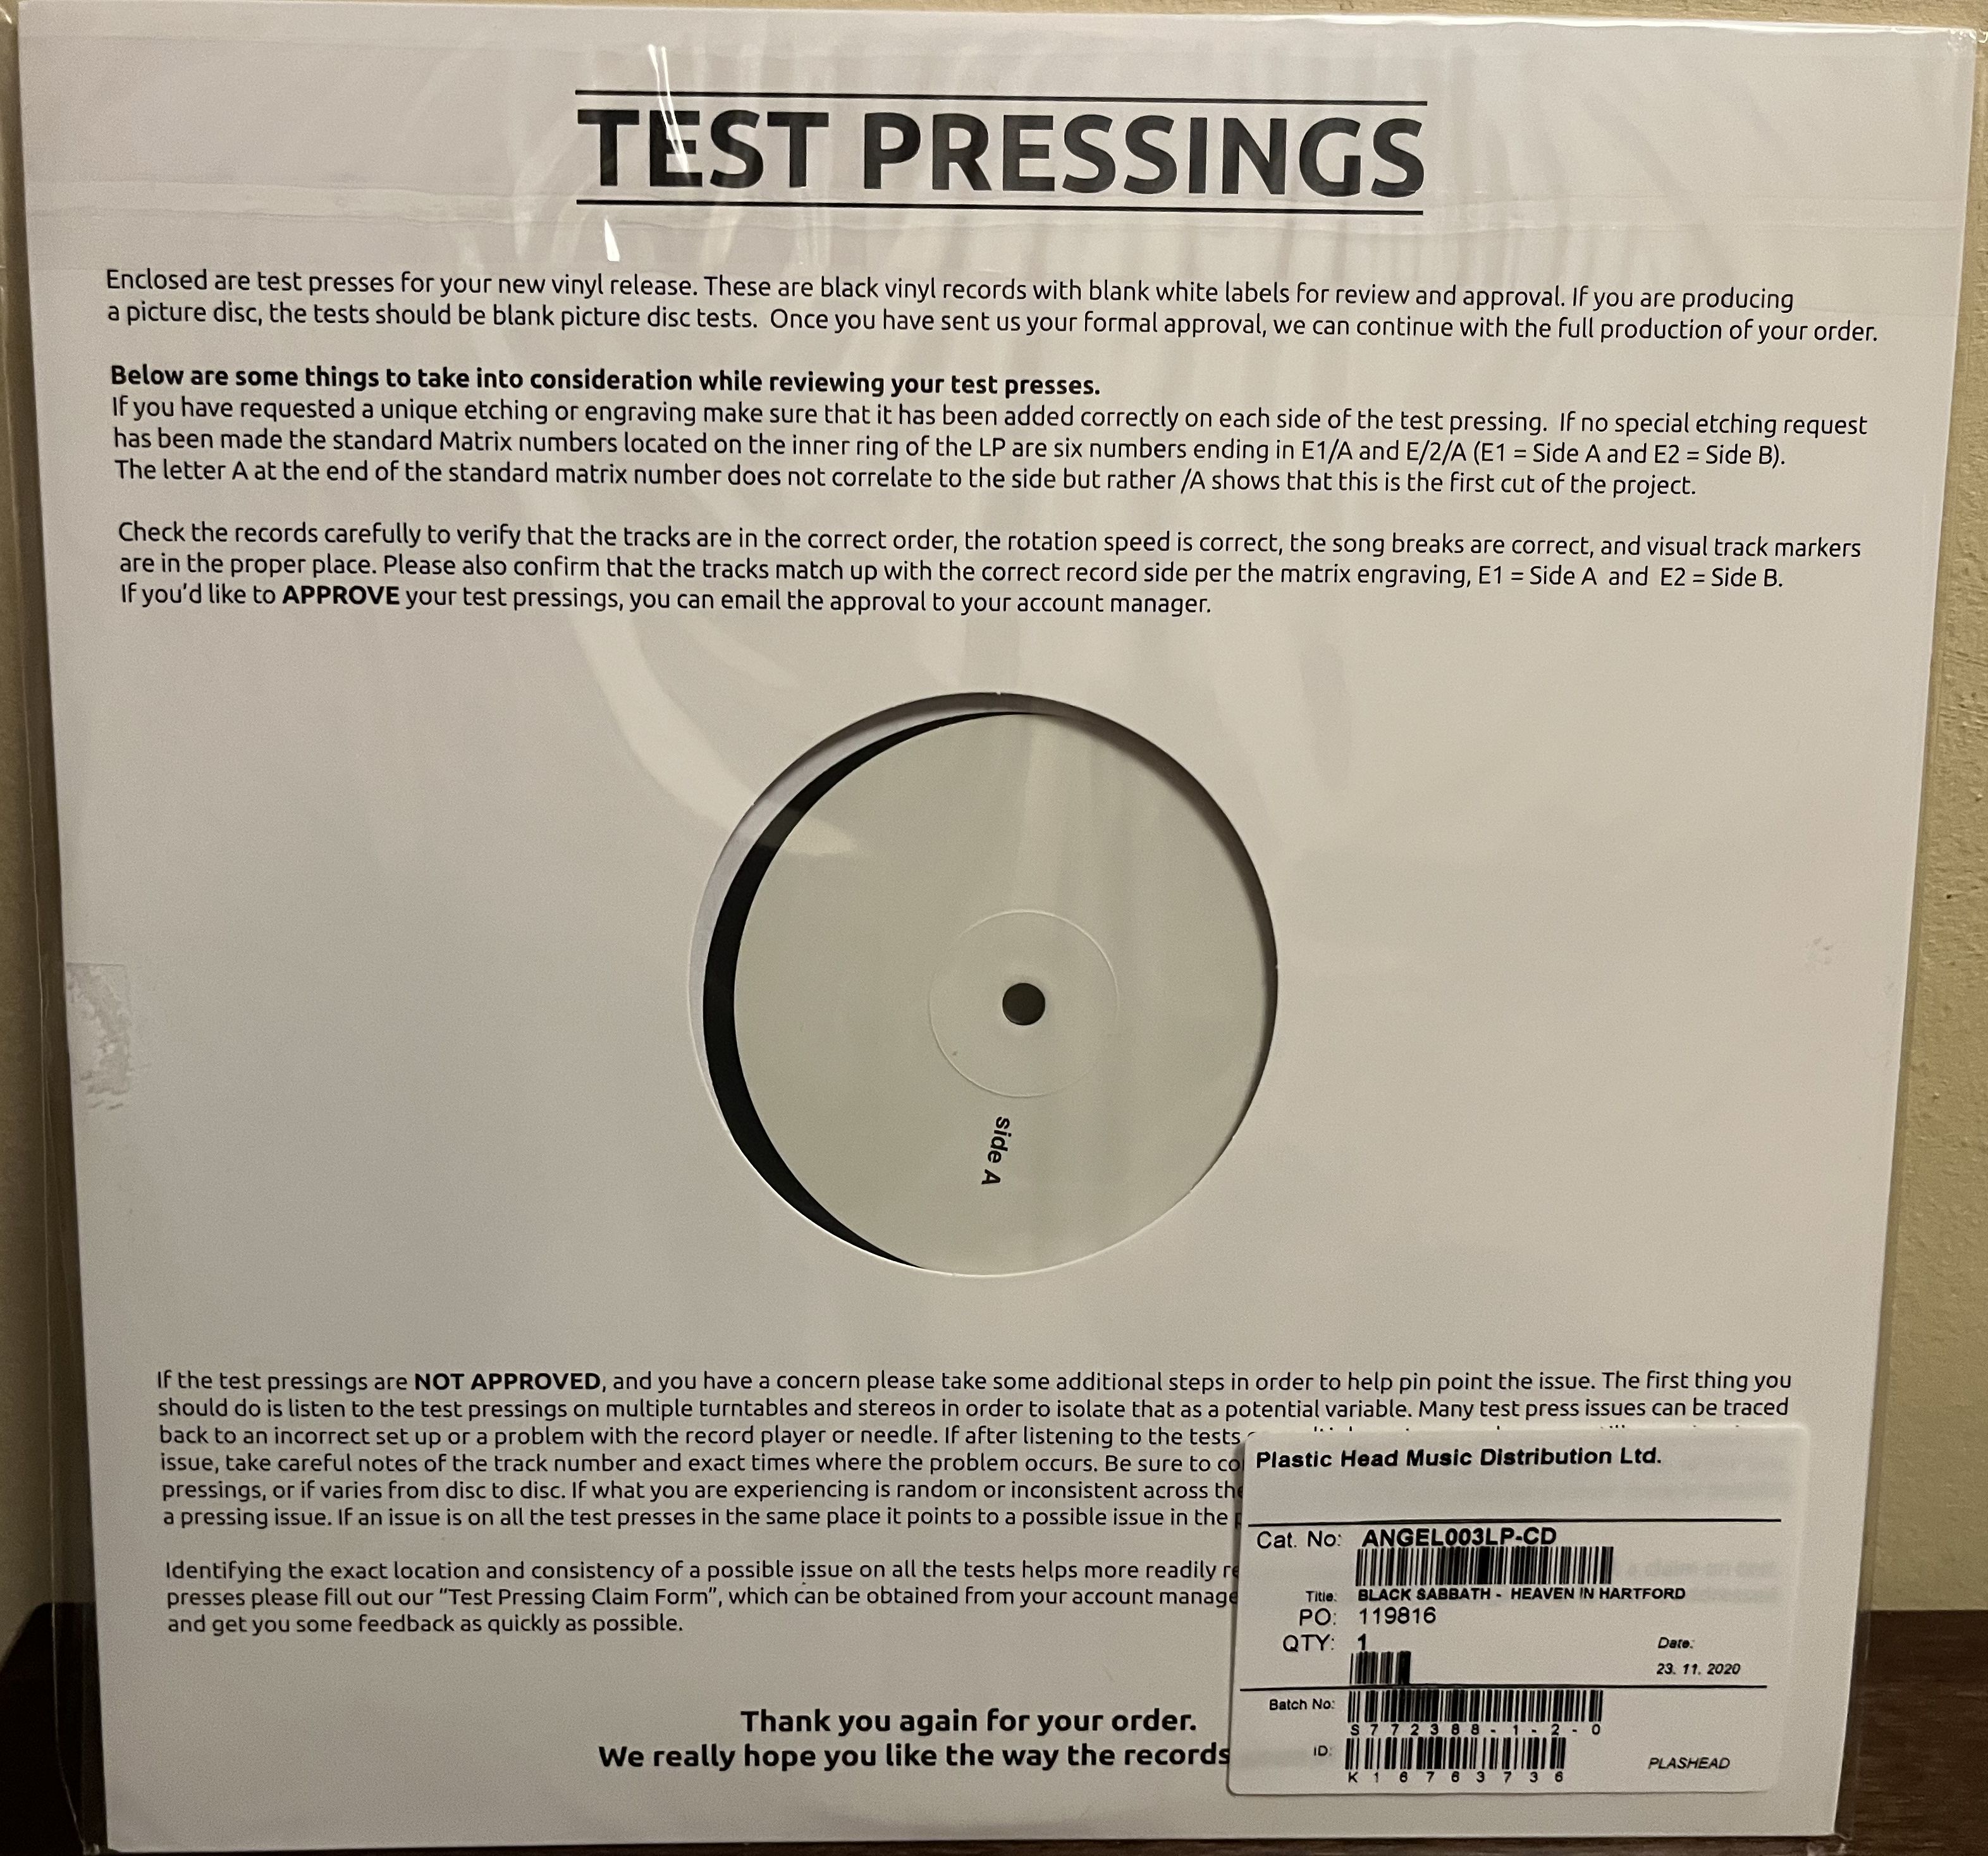 TEST PRESSINGS
Enclosed are test presses for your new vinyl release. These are black vinyl records with blank white labels for review and approval. If you are producing
a picture disc, the tests should be blank picture disc tests.  Once you have sent us your formal approval, we can continue with the full production of your order.
Below are some things to take into consideration while reviewing your test presses.
If you have requested a unique etching or engraving make sure that it has been added correctly on each side of the test pressing.  If no special etching request
has been made the standard Matrix numbers located on the inner ring of the LP are six numbers ending in E1/A and E/2/A (E1 = Side A and E2 = Side B).
The letter A at the end of the standard matrix number does not correlate to the side but rather /A shows that this is the first cut of the project.
Check the records carefully to verify that the tracks are in the correct order, the rotation speed is correct, the song breaks are correct, and visual track markers
are in the proper place. Please also confirm that the tracks match up with the correct record side per the matrix engraving, E1 = Side A  and  E2 = Side B.
If you'd like to APPROVE your test pressings, you can email the approval to your account manager.
side A
If the test pressings are NOT APPROVED, and you have a concern please take some additional steps in order to help pin point the issue. The first thing you
should do is listen to the test pressings on multiple turntables and stereos in order to isolate that as a potential variable. Many test press issues can be traced
back to an incorrect set up or a problem with the record player or needle. If after listening to the tests
issue, take careful notes of the track number and exact times where the problem occurs. Be sure to
pressings, or if varies from disc to disc. If what you are experiencing is random or inconsistent across the
a pressing issue. If an issue is on all the test presses in the same place it points to a possible issue in the
Identifying the exact location and consistency of a possible issue on all the tests helps more readily
presses please fill out our "Test Pressing Claim Form", which can be obtained from your account
and get you some feedback as quickly as possible.
Thank you again for your order.
We really hope you like the way the records
Plastic Head Music Distribution Ltd.
Cat. No: ANGEL003LP-CD
Title: BLACK SABBATH - HEAVEN IN HARTFORD
PO: 119816
QTY: 1
Date:
23. 11. 2020
Batch No:
S772388-1-2-0
ID:
K16763736
PLASHEAD